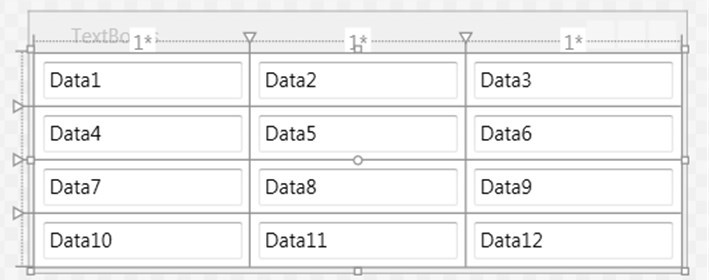 1* 1* 1*
Data1 Data2 Data3
Data4 Data5 Data6
Data7 Data8 Data9
Data10 Data11 Data12